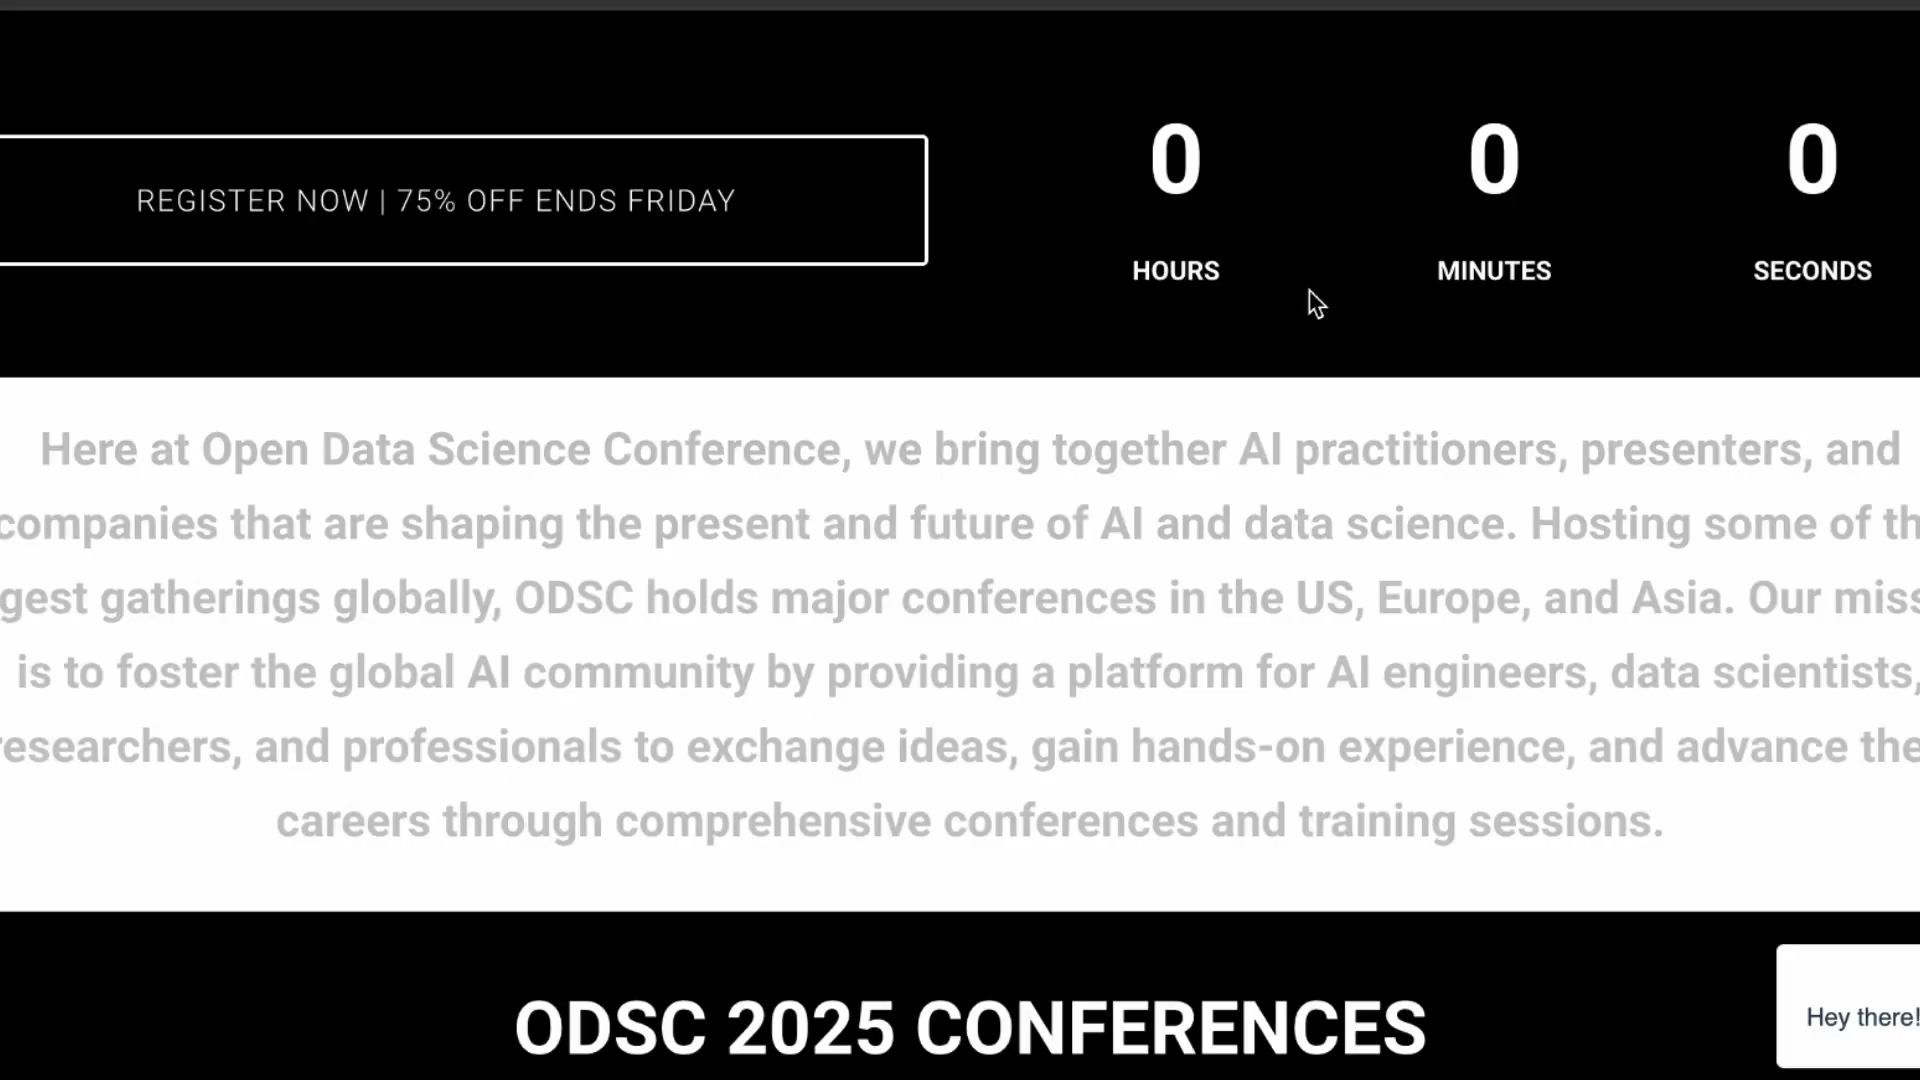 REGISTER NOW | 75% OFF ENDS FRIDAY
0 0 0
HOURS MINUTES SECONDS
Here at Open Data Science Conference, we bring together AI practitioners, presenters, and
companies that are shaping the present and future of AI and data science. Hosting some of
gatherings globally, ODSC holds major conferences in the US, Europe, and Asia. Our
is to foster the global AI community by providing a platform for AI engineers, data scientists,
researchers, and professionals to exchange ideas, gain hands-on experience, and advance
careers through comprehensive conferences and training sessions.
ODSC 2025 CONFERENCES
Hey there!